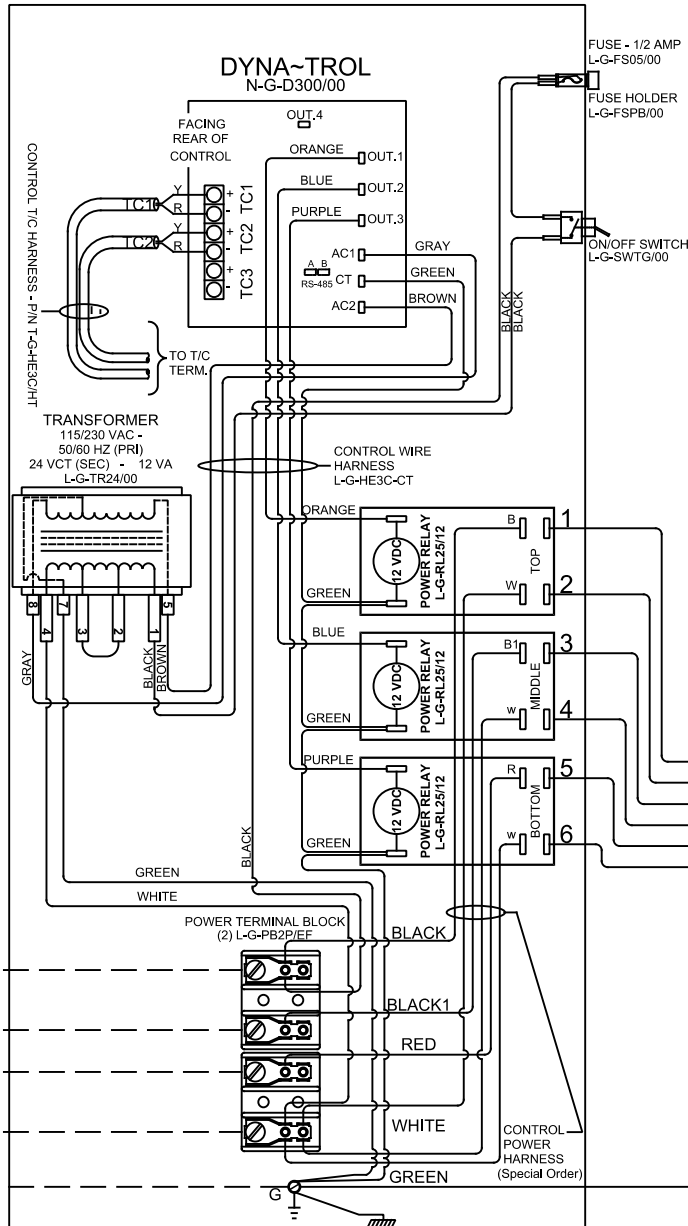 FUSE - 1/2 AMP
L-G-FS05/00
FUSE HOLDER
L-G-FSPB/00
DYNA~TROL
N-G-D300/00
OUT.4
FACING
REAR OF
CONTROL
ORANGE
OUT.1
BLUE
OUT.2
PURPLE
OUT.3
CONTROL T/C HARNESS - P/N T-G-HE3C/HT
TC1
Y
R
+
-
TC1
TC2
Y
R
+
-
TC2
+
-
TC3
AC1
GRAY
A B
RS-485
CT
GREEN
AC2
BROWN
ON/OFF SWITCH
L-G-SWTG/00
BLACK
BLACK
TO T/C
TERM.
TRANSFORMER
115/230 VAC -
50/60 HZ (PRI)
24 VCT (SEC) - 12 VA
L-G-TR24/00
CONTROL WIRE
HARNESS
L-G-HE3C-CT
8
4
7
3
2
1
5
GRAY
BLACK
BROWN
ORANGE
12 VDC
GREEN
POWER RELAY
L-G-RL25/12
B
W
TOP
1
2
BLUE
12 VDC
GREEN
POWER RELAY
L-G-RL25/12
B1
w
MIDDLE
3
4
PURPLE
12 VDC
GREEN
POWER RELAY
L-G-RL25/12
R
w
BOTTOM
5
6
BLACK
GREEN
WHITE
POWER TERMINAL BLOCK
(2) L-G-PB2P/EF
BLACK
BLACK1
RED
WHITE
CONTROL
POWER
HARNESS
(Special Order)
GREEN
G